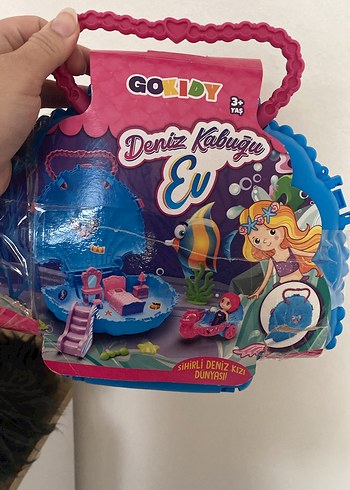 GOKIDY
3+
YAŞ
Deniz Kabuğu
Ev
SİHİRLİ DENİZ KIZI
DÜNYASI!